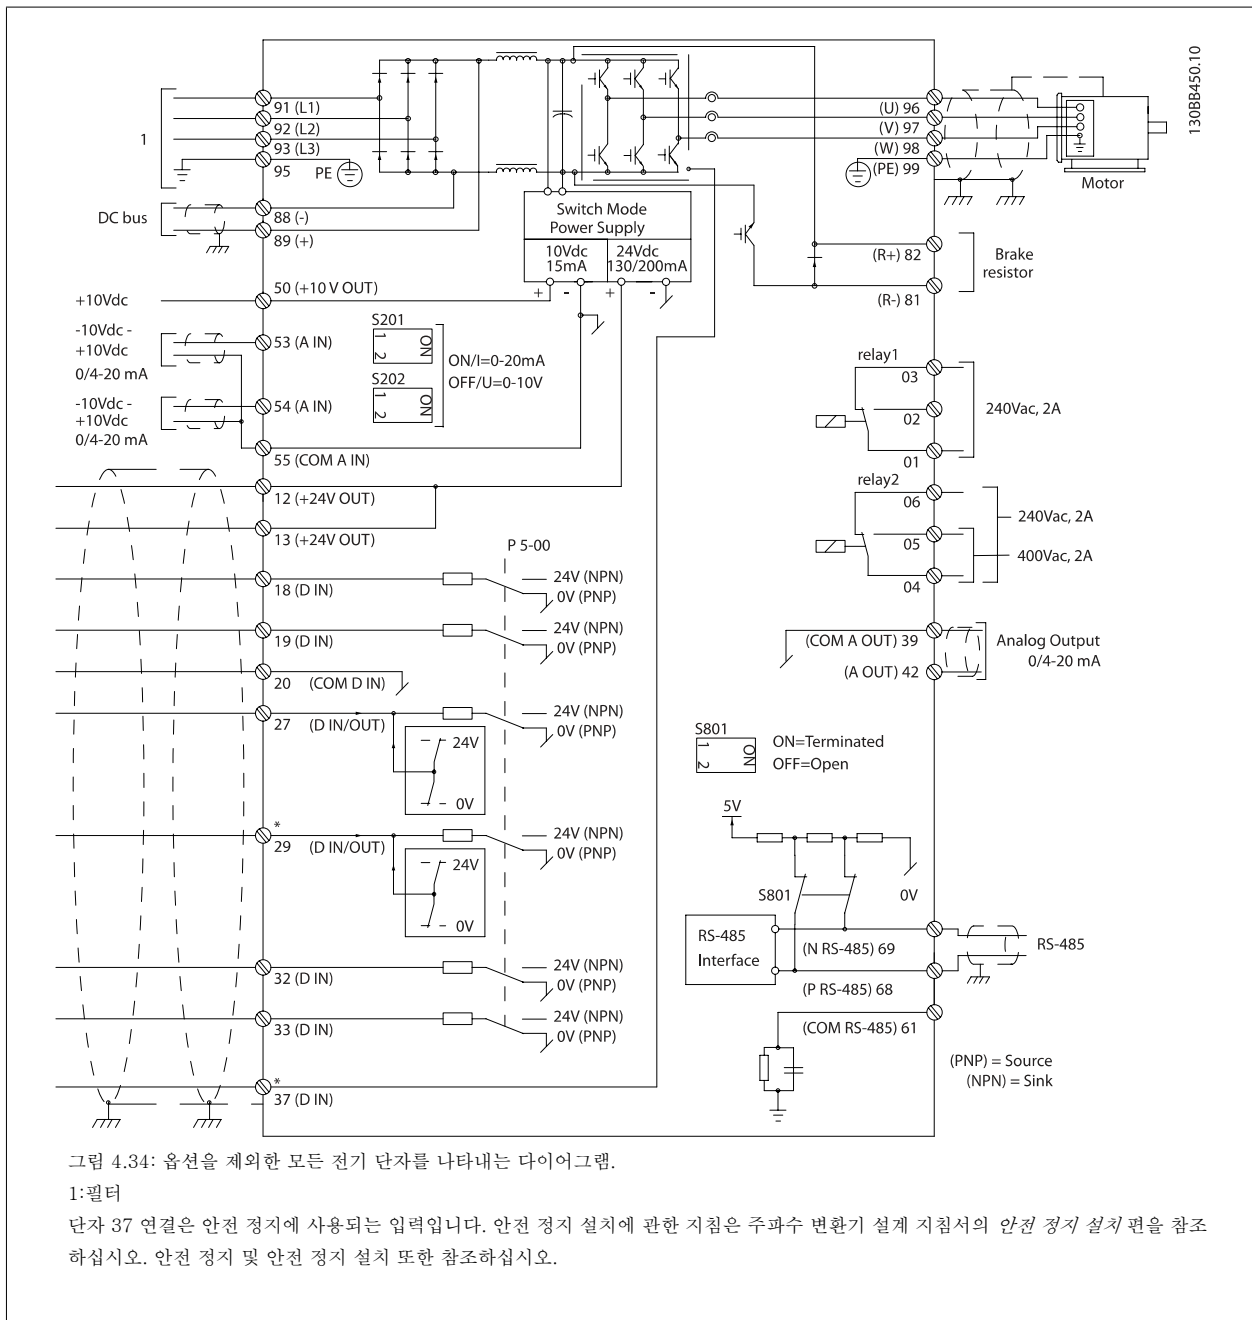 130BB450.10
91 (L1)
92 (L2)
93 (L3)
95
PE
1
DC bus
88 (-)
89 (+)
Switch Mode
Power Supply
10Vdc
15mA
24Vdc
130/200mA
+ - + -
(U) 96
(V) 97
(W) 98
(PE) 99
Motor
(R+) 82
(R-) 81
Brake
resistor
+10Vdc
50 (+10 V OUT)
-10Vdc -
+10Vdc
0/4-20 mA
53 (A IN)
-10Vdc -
+10Vdc
0/4-20 mA
54 (A IN)
55 (COM A IN)
S201
1
2
ON
S202
1
2
ON
ON/I=0-20mA
OFF/U=0-10V
12 (+24V OUT)
13 (+24V OUT)
P 5-00
18 (D IN)
24V (NPN)
0V (PNP)
19 (D IN)
24V (NPN)
0V (PNP)
20 (COM D IN)
27 (D IN/OUT)
24V (NPN)
0V (PNP)
24V
0V
*
29 (D IN/OUT)
24V (NPN)
0V (PNP)
24V
0V
32 (D IN)
24V (NPN)
0V (PNP)
33 (D IN)
24V (NPN)
0V (PNP)
*
37 (D IN)
relay1
03
02
01
240Vac, 2A
relay2
06
05
04
240Vac, 2A
400Vac, 2A
(COM A OUT) 39
(A OUT) 42
Analog Output
0/4-20 mA
S801
1
2
ON
ON=Terminated
OFF=Open
5V
S801
0V
RS-485
Interface
(N RS-485) 69
(P RS-485) 68
RS-485
(COM RS-485) 61
(PNP) = Source
(NPN) = Sink
그림 4.34: 옵션을 제외한 모든 전기 단자를 나타내는 다이어그램.
1:필터
단자 37 연결은 안전 정지에 사용되는 입력입니다. 안전 정지 설치에 관한 지침은 주파수 변환기 설계 지침서의 안전 정지 설치 편을 참조
하십시오. 안전 정지 및 안전 정지 설치 또한 참조하십시오.